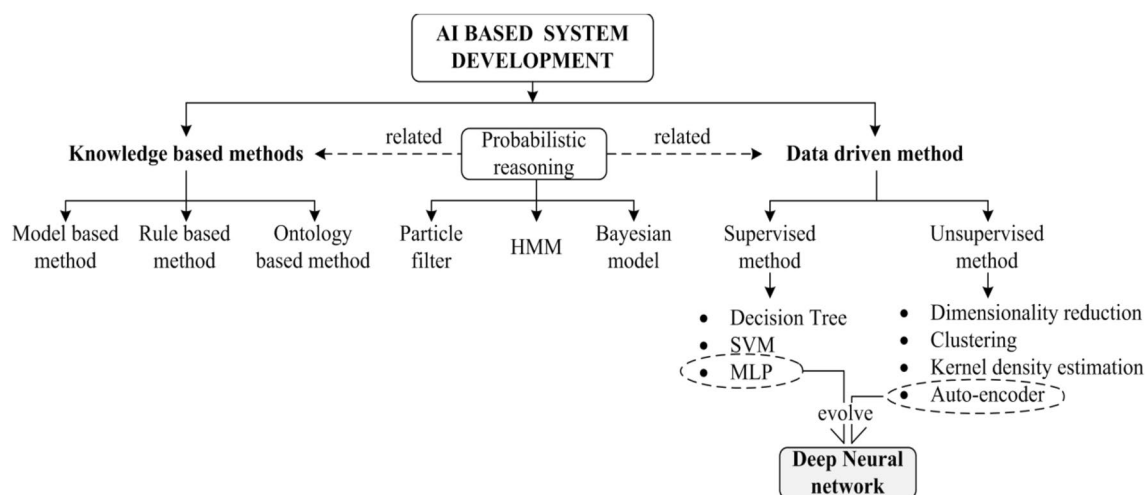 AI BASED SYSTEM
DEVELOPMENT
related
Probabilistic
reasoning
related
Knowledge based methods
Data driven method
Model based
method
Rule based
method
Ontology
based method
Particle
filter
HMM
Bayesian
model
Supervised
method
Unsupervised
method
• Decision Tree
• SVM
• MLP
• Dimensionality reduction
• Clustering
• Kernel density estimation
• Auto-encoder
evolve
Deep Neural
network